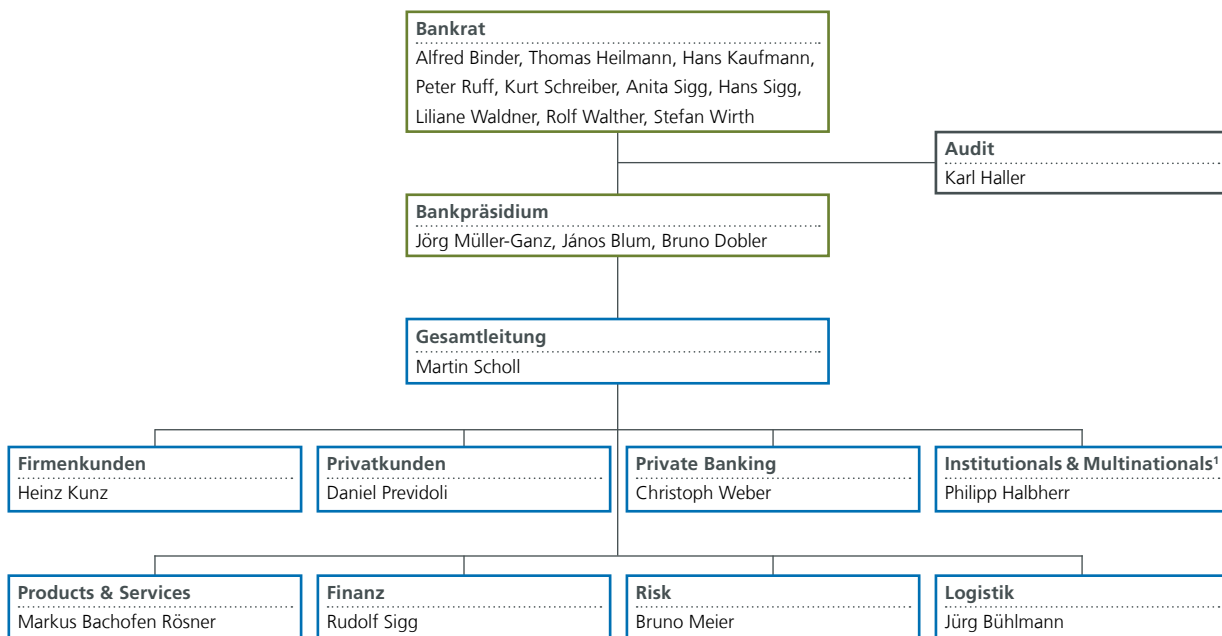 Bankrat
Alfred Binder, Thomas Heilmann, Hans Kaufmann,
Peter Ruff, Kurt Schreiber, Anita Sigg, Hans Sigg,
Liliane Waldner, Rolf Walther, Stefan Wirth
Audit
Karl Haller
Bankpräsidium
Jörg Müller-Ganz, János Blum, Bruno Dobler
Gesamtleitung
Martin Scholl
Firmenkunden
Heinz Kunz
Privatkunden
Daniel Previdoli
Private Banking
Christoph Weber
Institutionals & Multinationals¹
Philipp Halbherr
Products & Services
Markus Bachofen Rösner
Finanz
Rudolf Sigg
Risk
Bruno Meier
Logistik
Jürg Bühlmann